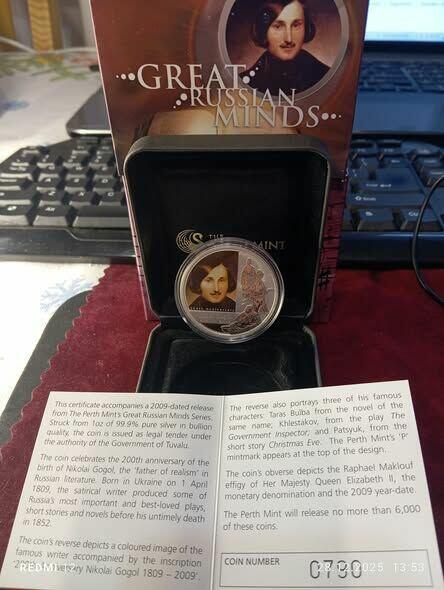 GREAT
RUSSIAN
MINDS
THE
MINT
This certificate accompanies a 2009-dated release
from The Perth Mint's Great Russian Minds Series.
Struck from 1oz of 99.9% pure silver in bullion
quality, the coin is issued as legal tender under
the authority of the Government of Tuvalu.
The coin celebrates the 200th anniversary of the
birth of Nikolai Gogol, the 'father of realism' in
Russian literature. Born in Ukraine on 1 April
1809, the satirical writer produced some of
Russia's most important and best-loved plays,
short stories and novels before his untimely death
in 1852.
The coin's reverse depicts a coloured image of the
famous writer accompanied by the inscription
Nikolai Gogol 1809 – 2009'.
The reverse also portrays three of his famous
characters: Taras Bulba from the novel of the
same name; Khlestakov, from the play The
Government Inspector; and Patsyuk, from the
short story Christmas Eve. The Perth Mint's 'P'
mintmark appears at the top of the design.
The coin's obverse depicts the Raphael Maklouf
effigy of Her Majesty Queen Elizabeth II, the
monetary denomination and the 2009 year-date.
The Perth Mint will release no more than 6,000
of these coins.
COIN NUMBER
REDMI 12
28.12.2025 13:53